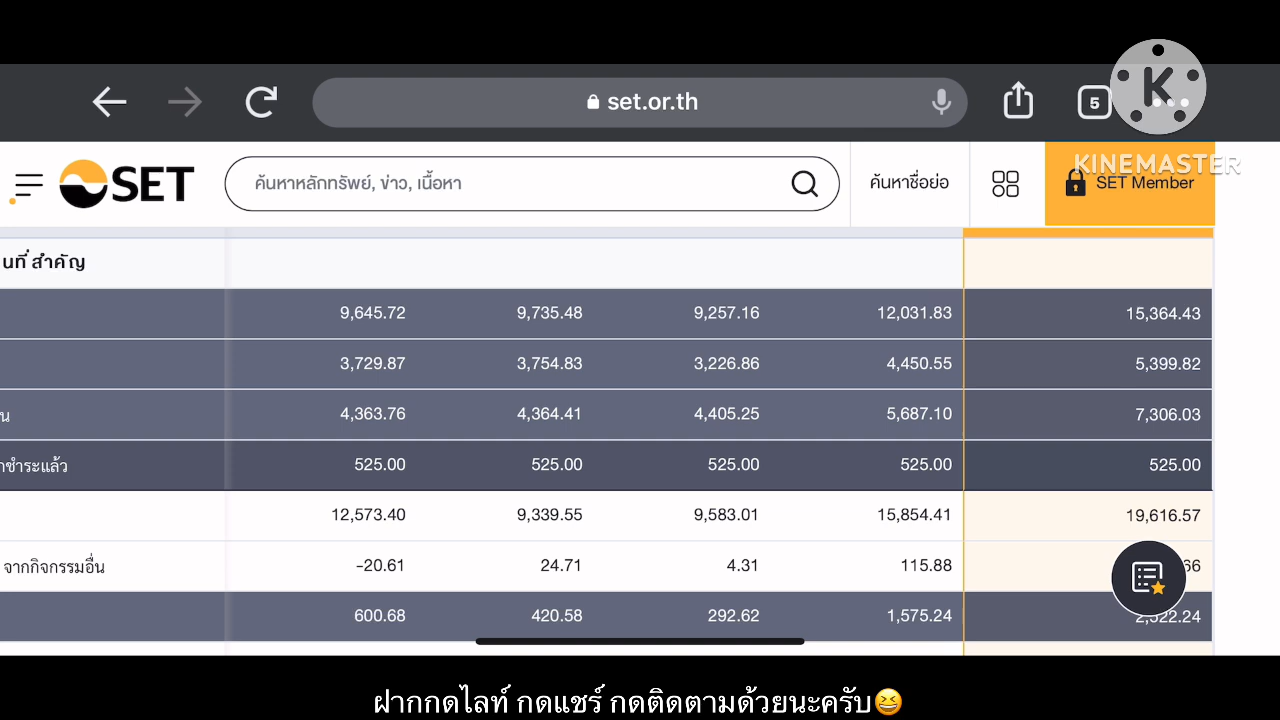 set.or.th
5
K
KINEMASTER
SET
ค้นหาหลักทรัพย์, ข่าว, เนื้อหา
ค้นหาชื่อย่อ
SET Member
นที่ สำคัญ
9,645.72 9,735.48 9,257.16 12,031.83 15,364.43
3,729.87 3,754.83 3,226.86 4,450.55 5,399.82
น 4,363.76 4,364.41 4,405.25 5,687.10 7,306.03
าชำระแล้ว 525.00 525.00 525.00 525.00 525.00
12,573.40 9,339.55 9,583.01 15,854.41 19,616.57
จากกิจกรรมอื่น -20.61 24.71 4.31 115.88 66
600.68 420.58 292.62 1,575.24 2,522.24
ฝากกดไลท์ กดแชร์ กดติดตามด้วยนะครับ😆